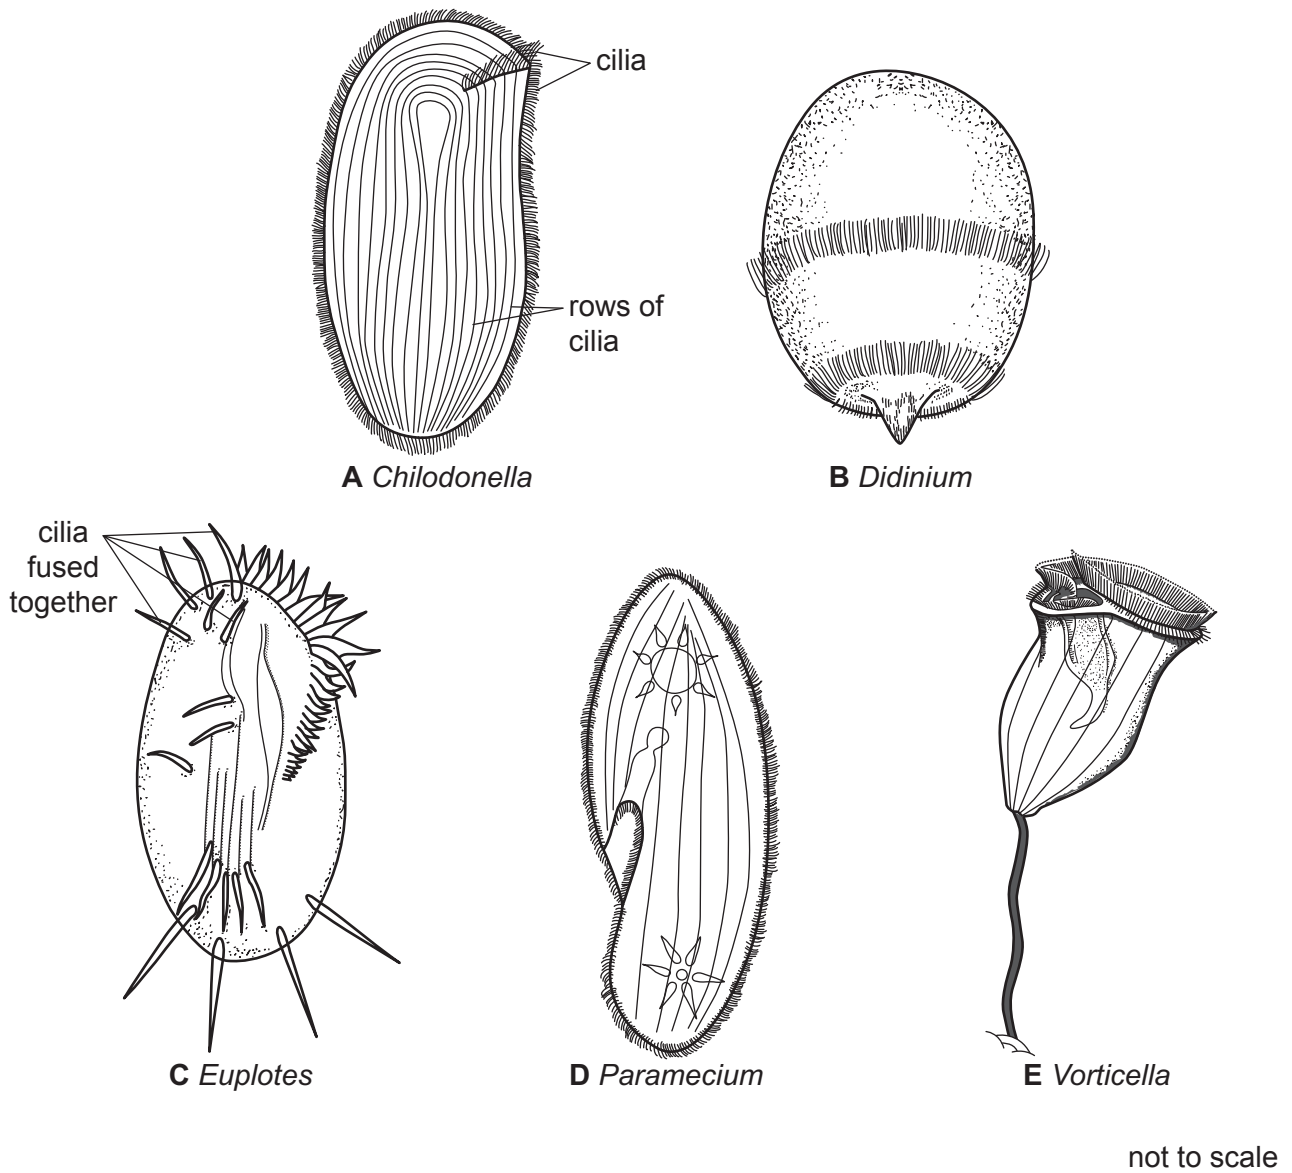 cilia
rows of
cilia
A Chilodonella
B Didinium
cilia
fused
together
C Euplotes
D Paramecium
E Vorticella
not to scale